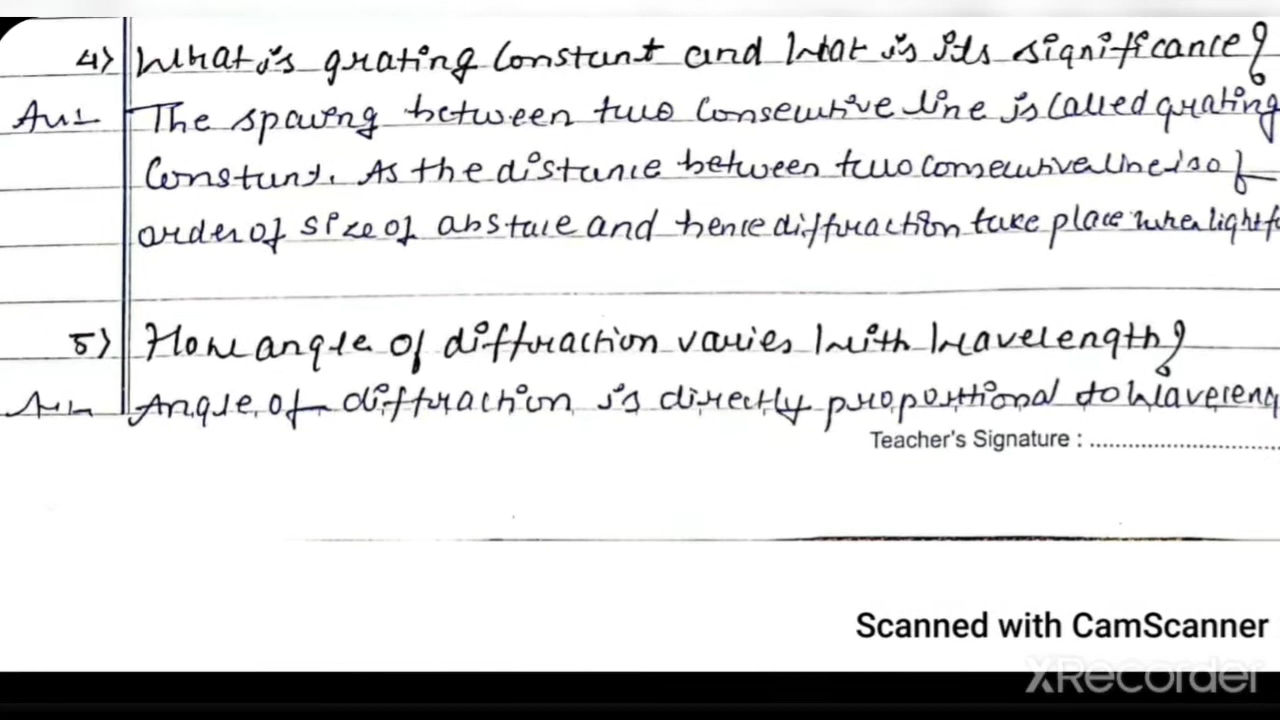 4) What is grating Constant and What is its significance?
Ans The spacing between two Consecutive line is called grating
Constant. As the distance between two consecutive line is of
order of size of abstace and hence diffraction take place when light f
5) How angle of diffraction varies with wavelength?
Ans Angle of diffraction is directly proportional to waveleng
Teacher's Signature : ................................
Scanned with CamScanner
XRecorder